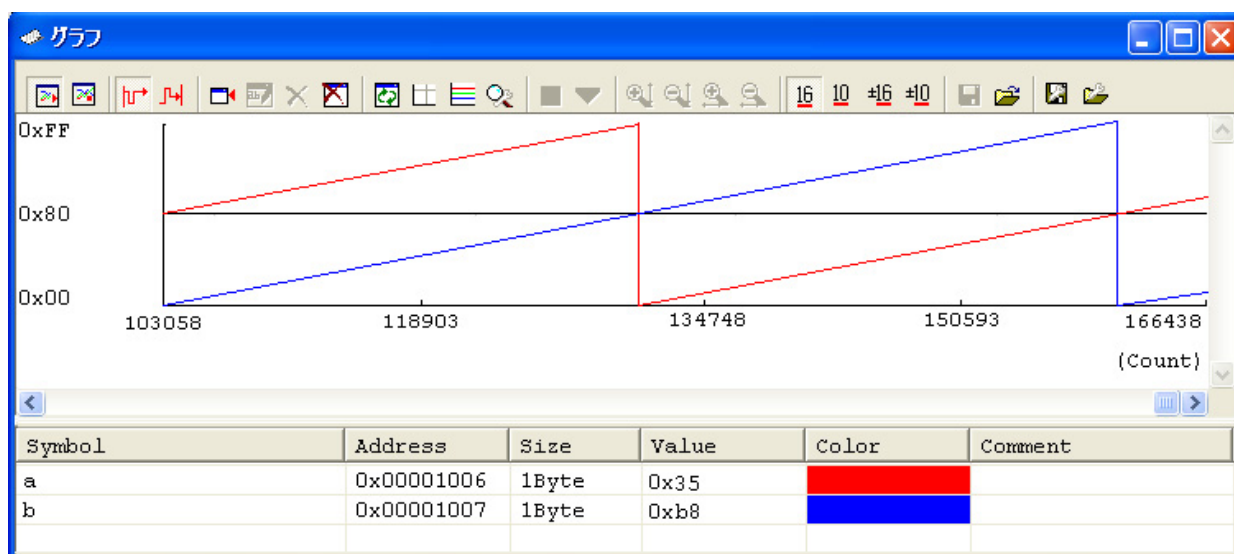 グラフ
16 10 ±16 ±10
0xFF
0x80
0x00
103058 118903 134748 150593 166438
(Count)
Symbol Address Size Value Color Comment
a 0x00001006 1Byte 0x35
b 0x00001007 1Byte 0xb8